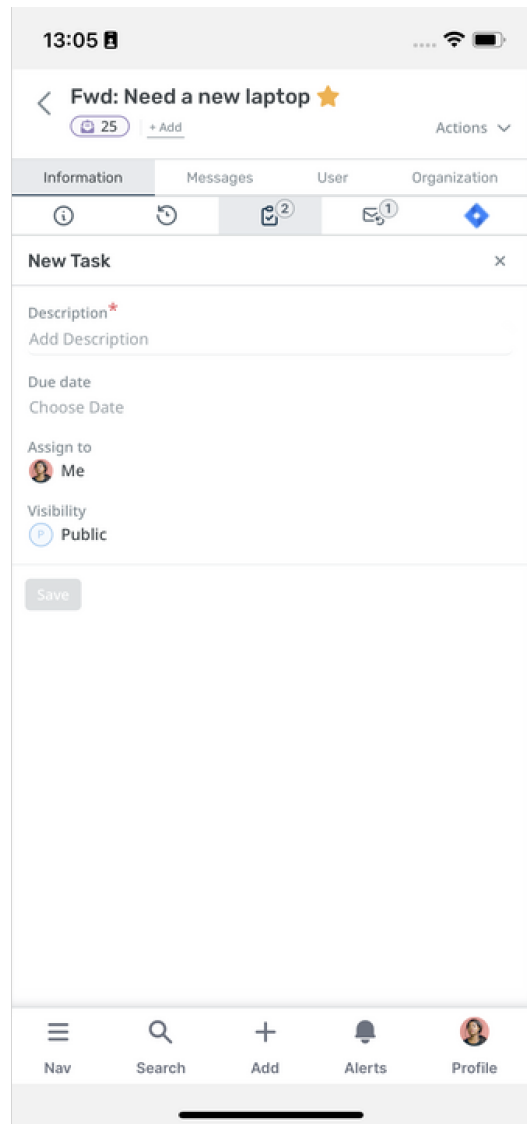 13:05
Fwd: Need a new laptop
25 + Add Actions
Information Messages User Organization
2 1
New Task
Description*
Add Description
Due date
Choose Date
Assign to
Me
Visibility
P Public
Save
Nav Search Add Alerts Profile